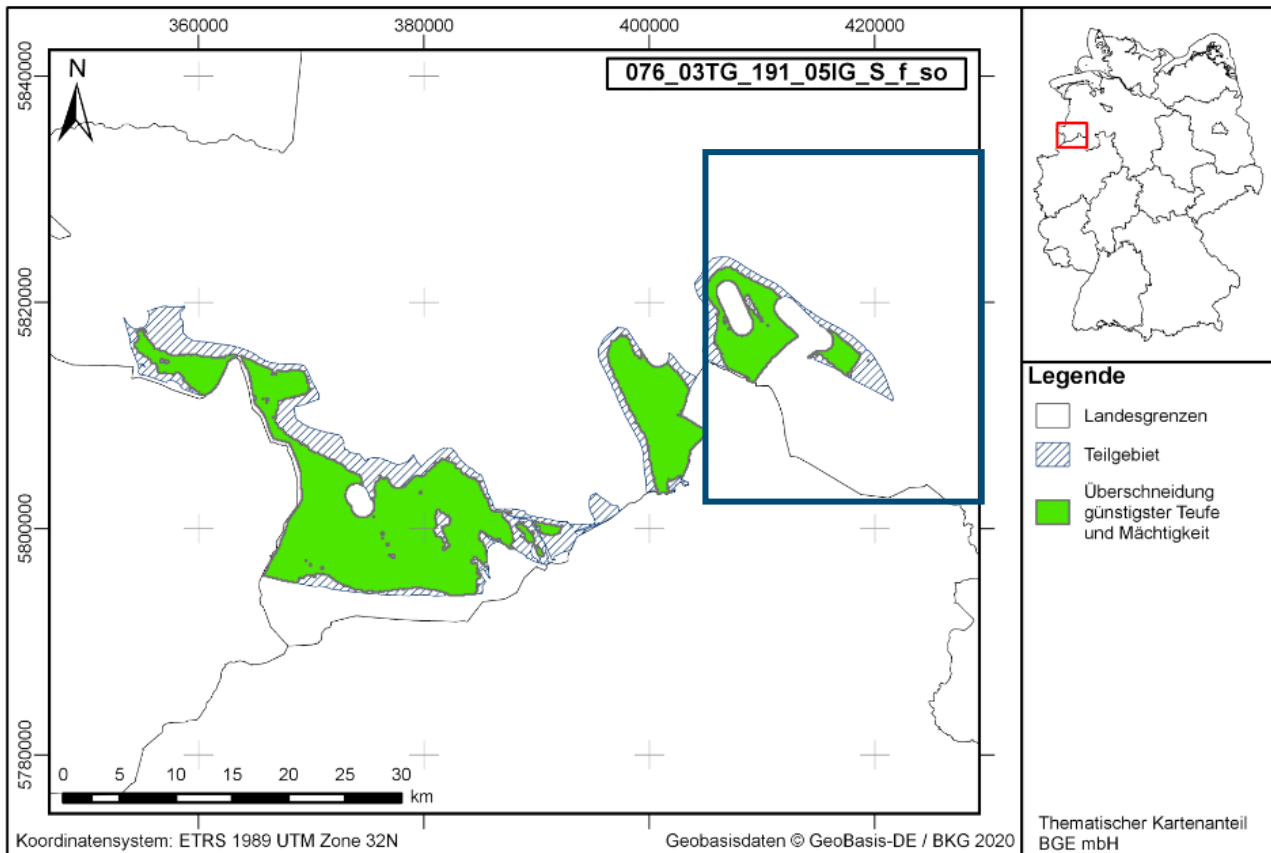 360000
380000
400000
420000
5840000
5820000
5800000
5780000
N
076_03TG_191_05IG_S_f_so
0
5
10
15
20
25
30
km
Koordinatensystem: ETRS 1989 UTM Zone 32N
Geobasisdaten © GeoBasis-DE / BKG 2020
Legende
Landesgrenzen
Teilgebiet
Überschneidung
günstigster Teufe
und Mächtigkeit
Thematischer Kartenanteil
BGE mbH